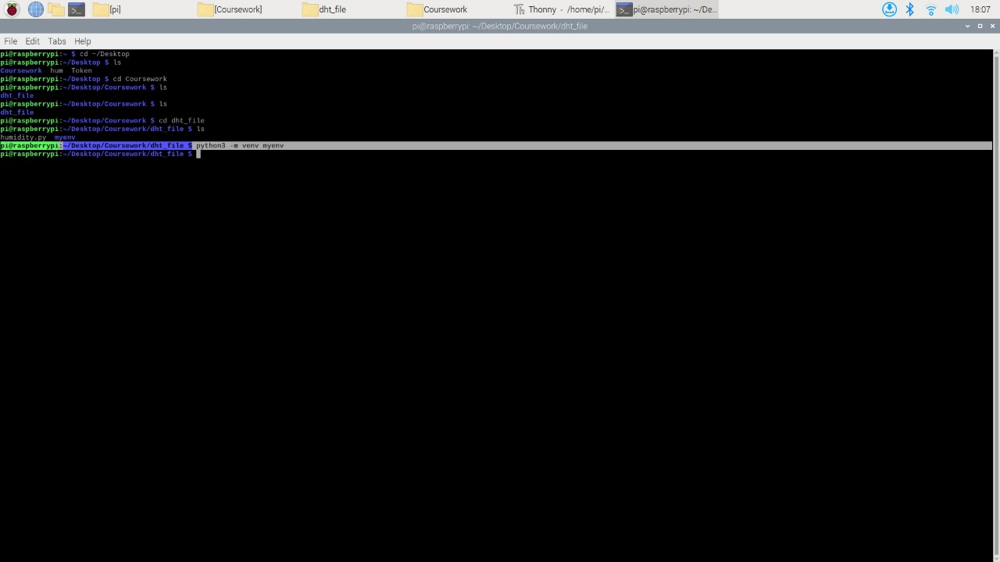 [pi] [Coursework] dht_file Coursework Thonny - /home/pi/... pi@raspberrypi: ~/De... 18:07
pi@raspberrypi: ~/Desktop/Coursework/dht_file
File Edit Tabs Help
pi@raspberrypi:~ $ cd ~/Desktop
pi@raspberrypi:~/Desktop $ ls
Coursework hum Token
pi@raspberrypi:~/Desktop $ cd Coursework
pi@raspberrypi:~/Desktop/Coursework $ ls
dht_file
pi@raspberrypi:~/Desktop/Coursework $ ls
dht_file
pi@raspberrypi:~/Desktop/Coursework $ cd dht_file
pi@raspberrypi:~/Desktop/Coursework/dht_file $ ls
humidity.py myenv
pi@raspberrypi:~/Desktop/Coursework/dht_file $ python3 -m venv myenv
pi@raspberrypi:~/Desktop/Coursework/dht_file $